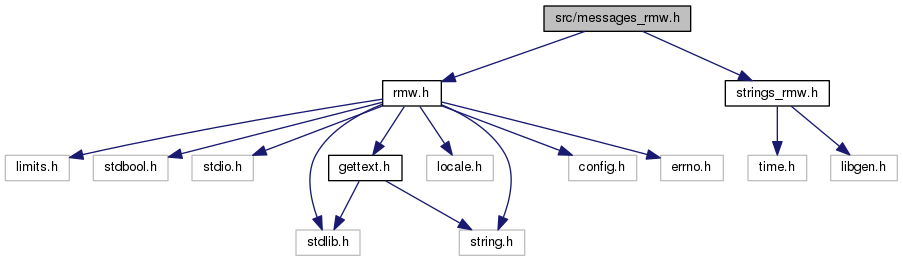 src/messages_rmw.h
rmw.h
strings_rmw.h
limits.h
stdbool.h
stdio.h
gettext.h
locale.h
config.h
errno.h
time.h
libgen.h
stdlib.h
string.h